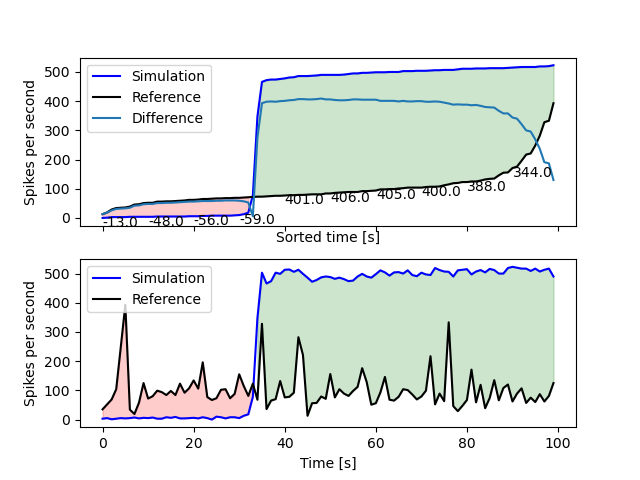 Simulation
Reference
Difference
Spikes per second
500
400
300
200
100
0
-13.0
-48.0
-56.0
-59.0
401.0
406.0
405.0
400.0
388.0
344.0
Sorted time [s]
Simulation
Reference
Spikes per second
500
400
300
200
100
0
0 20 40 60 80 100
Time [s]